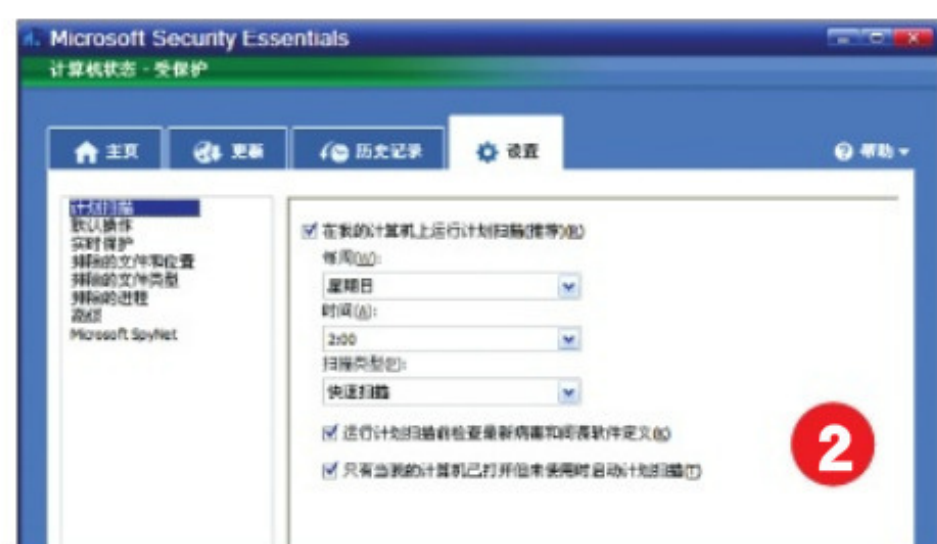 Microsoft Security Essentials
计算机状态 - 受保护
主页 更新 历史记录 设置 帮助
计划扫描
默认操作
实时保护
排除的文件和位置
排除的文件类型
排除的进程
高级
Microsoft SpyNet
在我的计算机上运行计划扫描(推荐)(R)
每周(W):
星期日
时间(A):
2:00
扫描类型(P):
快速扫描
运行计划扫描前检查最新病毒和间谍软件定义(K)
只有当我的计算机已打开但未使用时启动计划扫描(T)
2